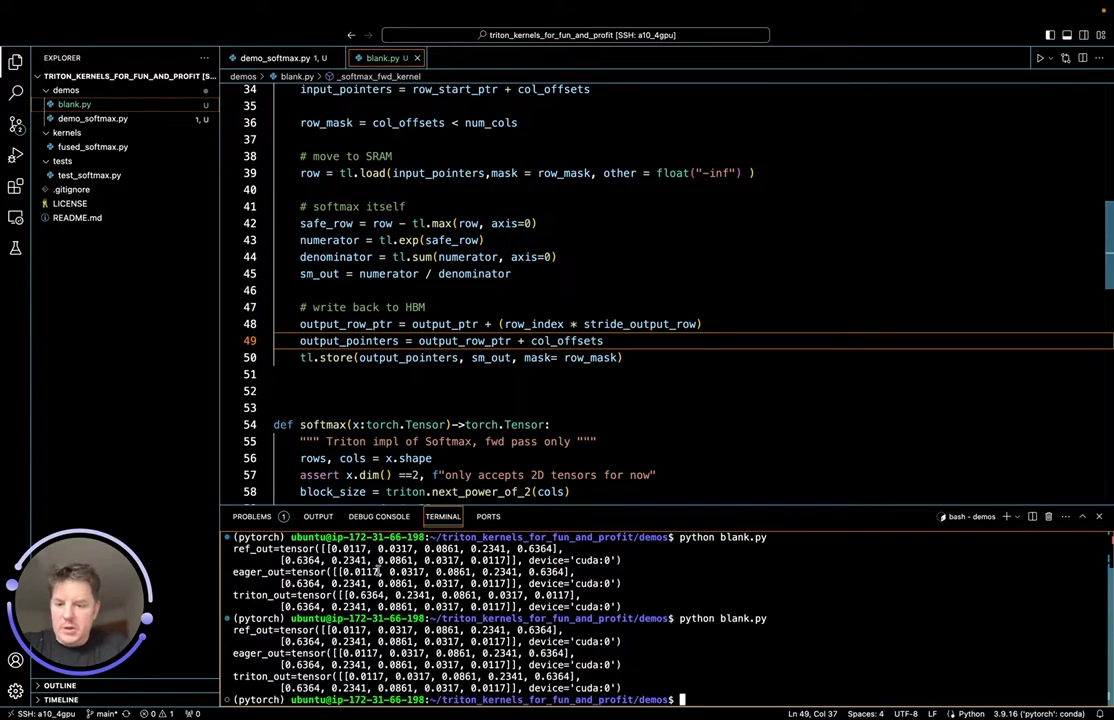 triton_kernels_for_fun_and_profit [SSH: a10_4gpu]
EXPLORER
demo_softmax.py 1, U
blank.py U
TRITON_KERNELS_FOR_FUN_AND_PROFIT [S...
demos
blank.py U
demo_softmax.py 1, U
kernels
fused_softmax.py
tests
test_softmax.py
.gitignore
LICENSE
README.md
demos > blank.py > _softmax_fwd_kernel
34 input_pointers = row_start_ptr + col_offsets
35
36 row_mask = col_offsets < num_cols
37
38 # move to SRAM
39 row = tl.load(input_pointers,mask = row_mask, other = float("-inf") )
40
41 # softmax itself
42 safe_row = row - tl.max(row, axis=0)
43 numerator = tl.exp(safe_row)
44 denominator = tl.sum(numerator, axis=0)
45 sm_out = numerator / denominator
46
47 # write back to HBM
48 output_row_ptr = output_ptr + (row_index * stride_output_row)
49 output_pointers = output_row_ptr + col_offsets
50 tl.store(output_pointers, sm_out, mask= row_mask)
51
52
53
54 def softmax(x:torch.Tensor)->torch.Tensor:
55 """ Triton impl of Softmax, fwd pass only """
56 rows, cols = x.shape
57 assert x.dim() ==2, f"only accepts 2D tensors for now"
58 block_size = triton.next_power_of_2(cols)
PROBLEMS 1 OUTPUT DEBUG CONSOLE TERMINAL PORTS
bash - demos
(pytorch) ubuntu@ip-172-31-66-198:~/triton_kernels_for_fun_and_profit/demos$ python blank.py
ref_out=tensor([[0.0117, 0.0317, 0.0861, 0.2341, 0.6364],
[0.6364, 0.2341, 0.0861, 0.0317, 0.0117]], device='cuda:0')
eager_out=tensor([[0.0117, 0.0317, 0.0861, 0.2341, 0.6364],
[0.6364, 0.2341, 0.0861, 0.0317, 0.0117]], device='cuda:0')
triton_out=tensor([[0.6364, 0.2341, 0.0861, 0.0317, 0.0117],
[0.6364, 0.2341, 0.0861, 0.0317, 0.0117]], device='cuda:0')
(pytorch) ubuntu@ip-172-31-66-198:~/triton_kernels_for_fun_and_profit/demos$ python blank.py
ref_out=tensor([[0.0117, 0.0317, 0.0861, 0.2341, 0.6364],
[0.6364, 0.2341, 0.0861, 0.0317, 0.0117]], device='cuda:0')
eager_out=tensor([[0.0117, 0.0317, 0.0861, 0.2341, 0.6364],
[0.6364, 0.2341, 0.0861, 0.0317, 0.0117]], device='cuda:0')
triton_out=tensor([[0.0117, 0.0317, 0.0861, 0.2341, 0.6364],
[0.6364, 0.2341, 0.0861, 0.0317, 0.0117]], device='cuda:0')
(pytorch) ubuntu@ip-172-31-66-198:~/triton_kernels_for_fun_and_profit/demos$
OUTLINE
TIMELINE
SSH: a10_4gpu main* 0 1 0
Ln 49, Col 37 Spaces: 4 UTF-8 LF Python 3.9.16 ('pytorch': conda)